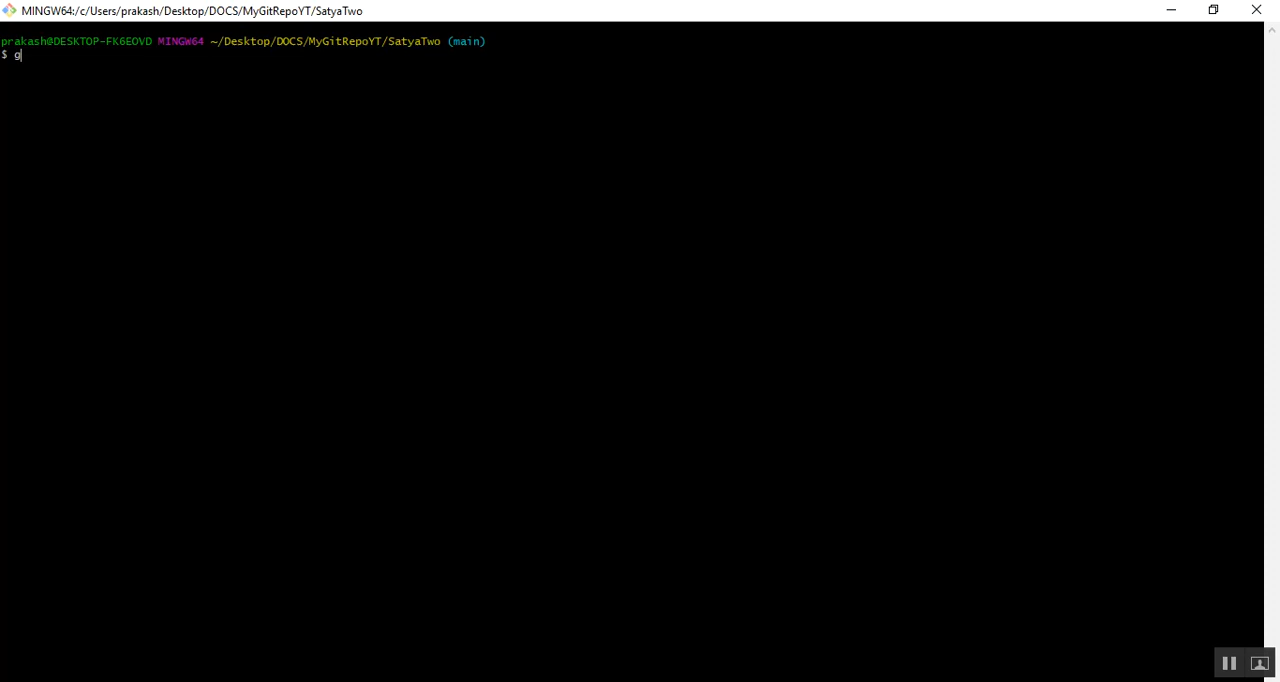 MINGW64:/c/Users/prakash/Desktop/DOCS/MyGitRepoYT/SatyaTwo
prakash@DESKTOP-FK6EOVD MINGW64 ~/Desktop/DOCS/MyGitRepoYT/SatyaTwo (main)
$ g